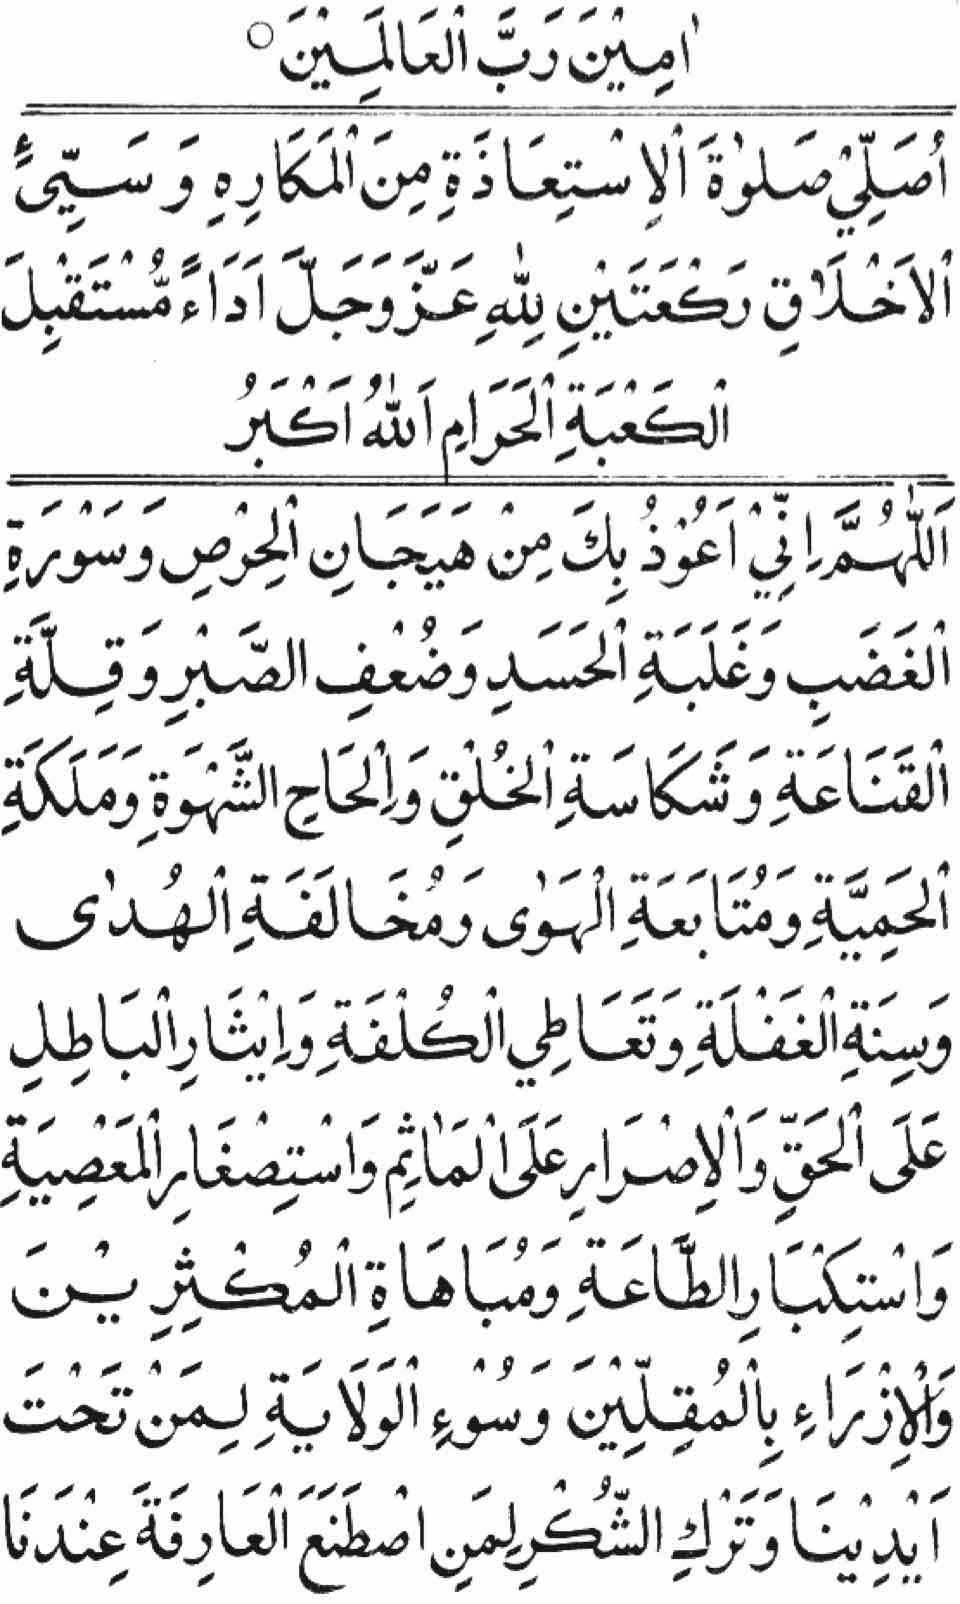 اٰمِيْنَ رَبَّ الْعَالَمِيْنَ ○
اُصَلِّيْ صَلٰوةَ الْاِسْتِعَاذَةِ مِنَ الْمَكَارِهِ وَ سَيِّئِ
الْاَخْلَاقِ رَكْعَتَيْنِ لِلّٰهِ عَزَّ وَجَلَّ اَدَاءً مُّسْتَقْبِلَ
الْكَعْبَةِ الْحَرَامِ اَللّٰهُ اَكْبَرُ
اَللّٰهُمَّ اِنِّيْ اَعُوْذُ بِكَ مِنْ هَيَجَانِ الْحِرْصِ وَسَوْرَةِ
الْغَضَبِ وَغَلَبَةِ الْحَسَدِ وَضُعْفِ الصَّبْرِ وَقِلَّةِ
الْقَنَاعَةِ وَشَكَاسَةِ الْخُلْقِ وَاِلْحَاحِ الشَّهْوَةِ وَمَلَكَةِ
الْحَمِيَّةِ وَمُتَابَعَةِ الْهَوٰى وَمُخَالَفَةِ الْهُدٰى
وَسِنَةِ الْغَفْلَةِ وَتَعَاطِي الْكُلْفَةِ وَاِيْثَارِ الْبَاطِلِ
عَلَى الْحَقِّ وَالْاِصْرَارِ عَلَى الْمَاٰثِمِ وَاسْتِصْغَارِ الْمَعْصِيَةِ
وَاسْتِكْبَارِ الطَّاعَةِ وَمُبَاهَاةِ الْمُكْثِرِيْنَ
وَالْاِزْرَاءِ بِالْمُقِلِّيْنَ وَسُوْءِ الْوَلَايَةِ لِمَنْ تَحْتَ
اَيْدِيْنَا وَتَرْكِ الشُّكْرِ لِمَنِ اصْطَنَعَ الْعَارِفَةَ عِنْدَنَا